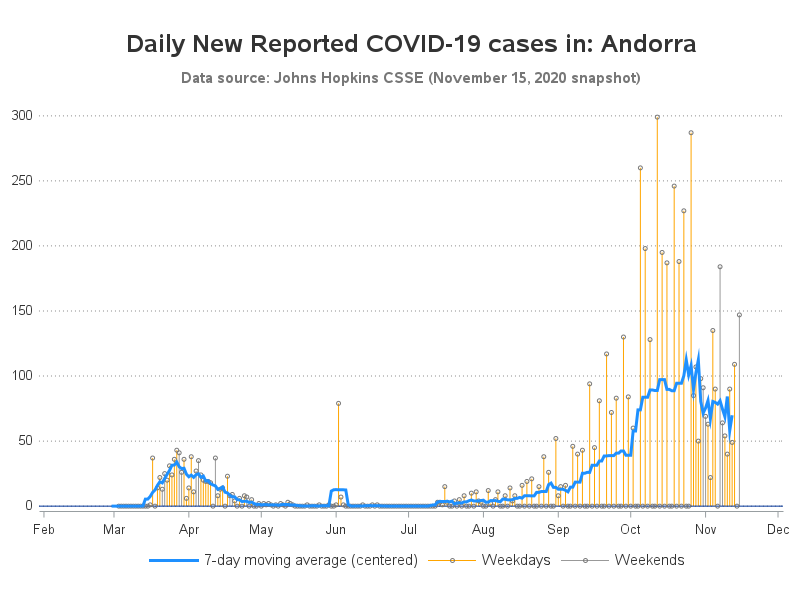 Daily New Reported COVID-19 cases in: Andorra
Data source: Johns Hopkins CSSE (November 15, 2020 snapshot)
300
250
200
150
100
50
0
Feb Mar Apr May Jun Jul Aug Sep Oct Nov Dec
7-day moving average (centered) Weekdays Weekends